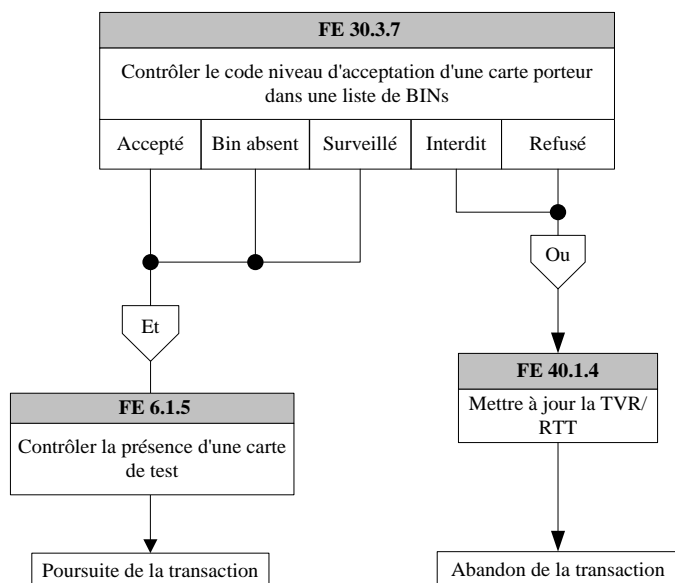 FE 30.3.7
Contrôler le code niveau d'acceptation d'une carte porteur
dans une liste de BINs
Accepté
Bin absent
Surveillé
Interdit
Refusé
Ou
Et
FE 40.1.4
Mettre à jour la TVR/
RTT
FE 6.1.5
Contrôler la présence d'une carte
de test
Poursuite de la transaction
Abandon de la transaction